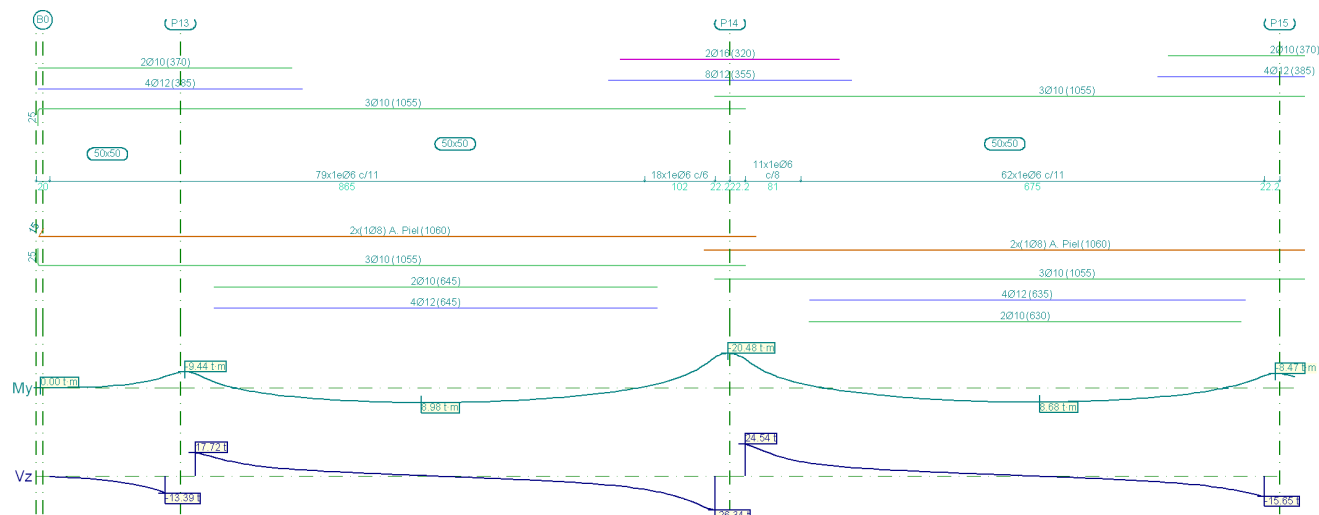 B0
P13
P14
P15
2Ø10(370)
2Ø16(320)
2Ø10(370)
4Ø12(385)
8Ø12(355)
4Ø12(385)
3Ø10(1055)
3Ø10(1055)
25
50x50
50x50
50x50
79x1eØ6 c/11
18x1eØ6 c/6
11x1eØ6
c/8
62x1eØ6 c/11
20
865
102
22.2
22.2
81
675
22.2
15
2x(1Ø8) A. Piel(1060)
2x(1Ø8) A. Piel(1060)
25
3Ø10(1055)
3Ø10(1055)
2Ø10(645)
4Ø12(635)
4Ø12(645)
2Ø10(630)
My
0.00 t·m
-9.44 t·m
8.98 t·m
-20.48 t·m
8.68 t·m
-8.47 t·m
Vz
-13.39 t
17.72 t
-26.34 t
24.54 t
-15.65 t